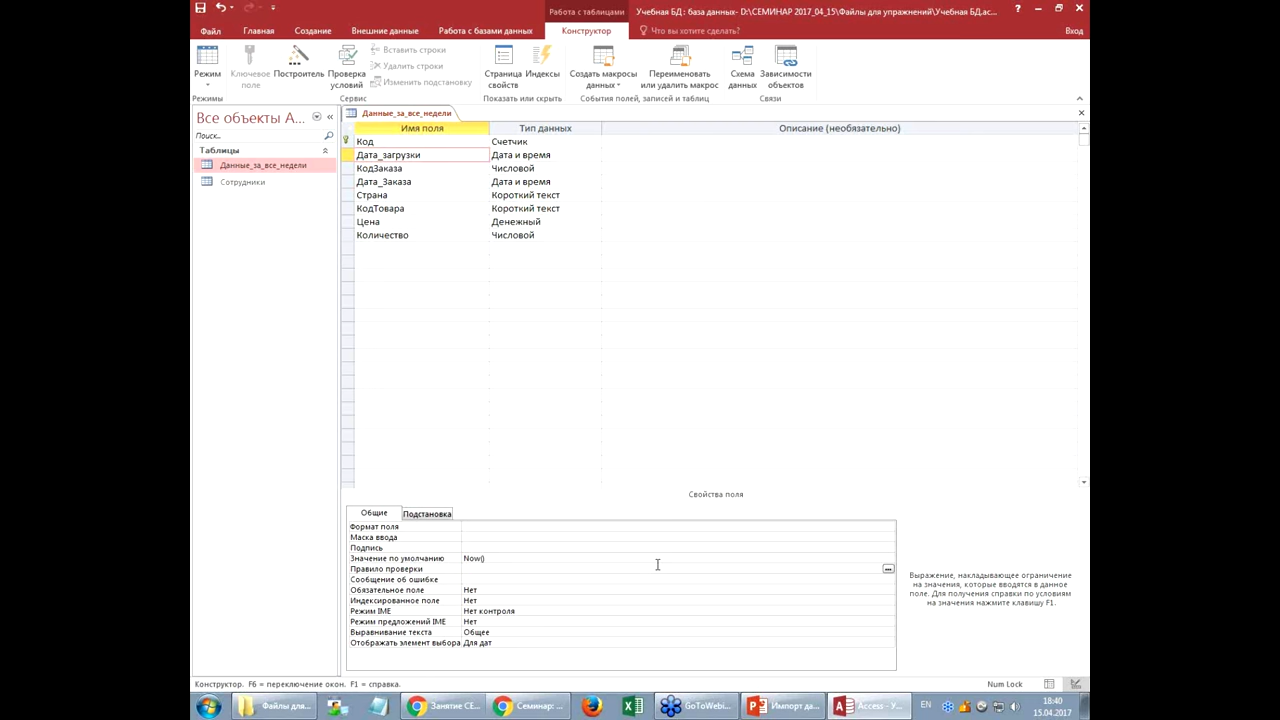 Работа с таблицами
Учебная БД: база данных- D:\СЕМИНАР 2017_04_15\Файлы для упражнений\Учебная БД.ac...
Файл
Главная
Создание
Внешние данные
Работа с базами данных
Конструктор
Что вы хотите сделать?
Вход
Режим
Ключевое поле
Построитель
Проверка условий
Вставить строки
Удалить строки
Изменить подстановку
Страница свойств
Индексы
Создать макросы данных
Переименовать или удалить макрос
Схема данных
Зависимости объектов
Режимы
Сервис
Показать или скрыть
События полей, записей и таблиц
Связи
Все объекты A...
Поиск...
Таблицы
Данные_за_все_недели
Сотрудники
Данные_за_все_недели
Имя поля Тип данных Описание (необязательно)
Код Счетчик
Дата_загрузки Дата и время
КодЗаказа Числовой
Дата_Заказа Дата и время
Страна Короткий текст
КодТовара Короткий текст
Цена Денежный
Количество Числовой
Свойства поля
Общие Подстановка
Формат поля
Маска ввода
Подпись
Значение по умолчанию Now()
Правило проверки
Сообщение об ошибке
Обязательное поле Нет
Индексированное поле Нет
Режим IME Нет контроля
Режим предложений IME Нет
Выравнивание текста Общее
Отображать элемент выбора Для дат
Выражение, накладывающее ограничение
на значения, которые вводятся в данное
поле. Для получения справки по условиям
на значения нажмите клавишу F1.
Конструктор. F6 = переключение окон. F1 = справка.
Num Lock
Файлы для...
Занятие CE...
Семинар: ...
GoToWebi...
Импорт да...
Access - У...
EN
18:40
15.04.2017